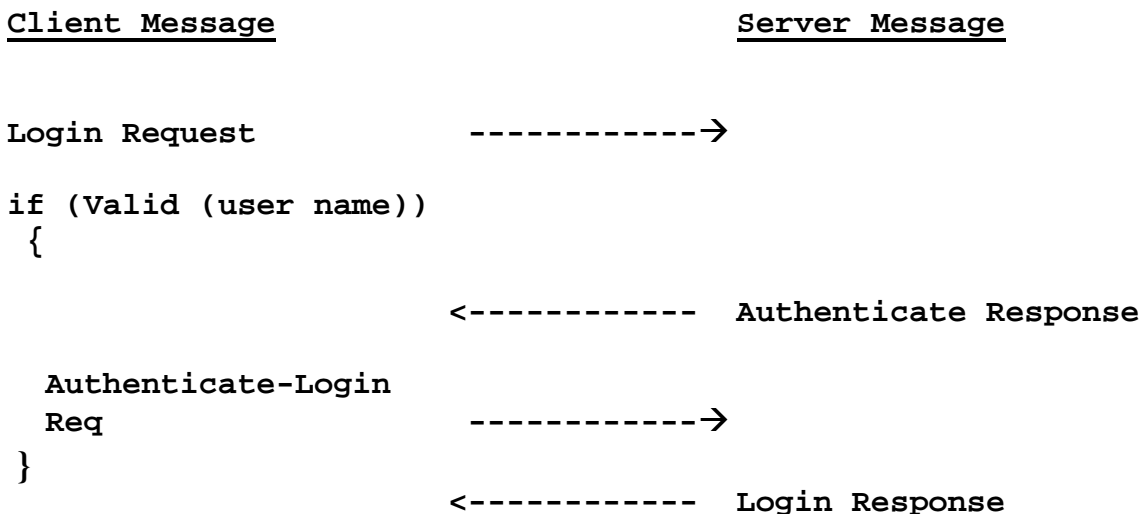 Client Message Server Message
Login Request ------------→
if (Valid (user name))
{
<------------ Authenticate Response
Authenticate-Login
Req ------------→
}
<------------ Login Response